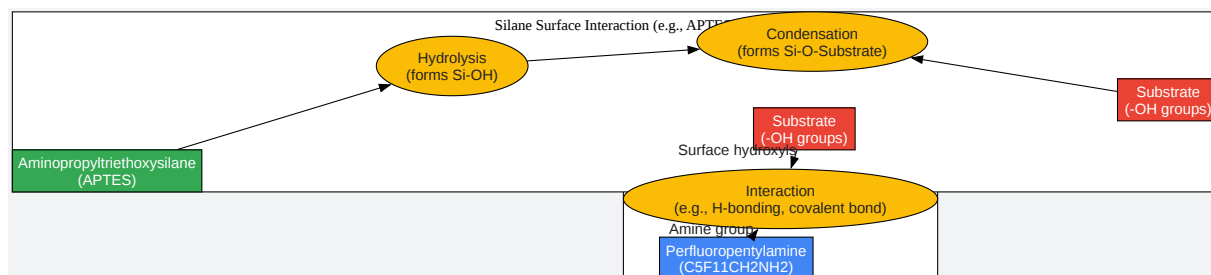 Silane Surface Interaction (e.g., APTES
Condensation
(forms Si-O-Substrate)
Hydrolysis
(forms Si-OH)
Substrate
(-OH groups)
Substrate
(-OH groups)
Surface hydroxyls
Aminopropyltriethoxysilane
(APTES)
Interaction
(e.g., H-bonding, covalent bond)
Amine group
Perfluoropentylamine
(C5F11CH2NH2)